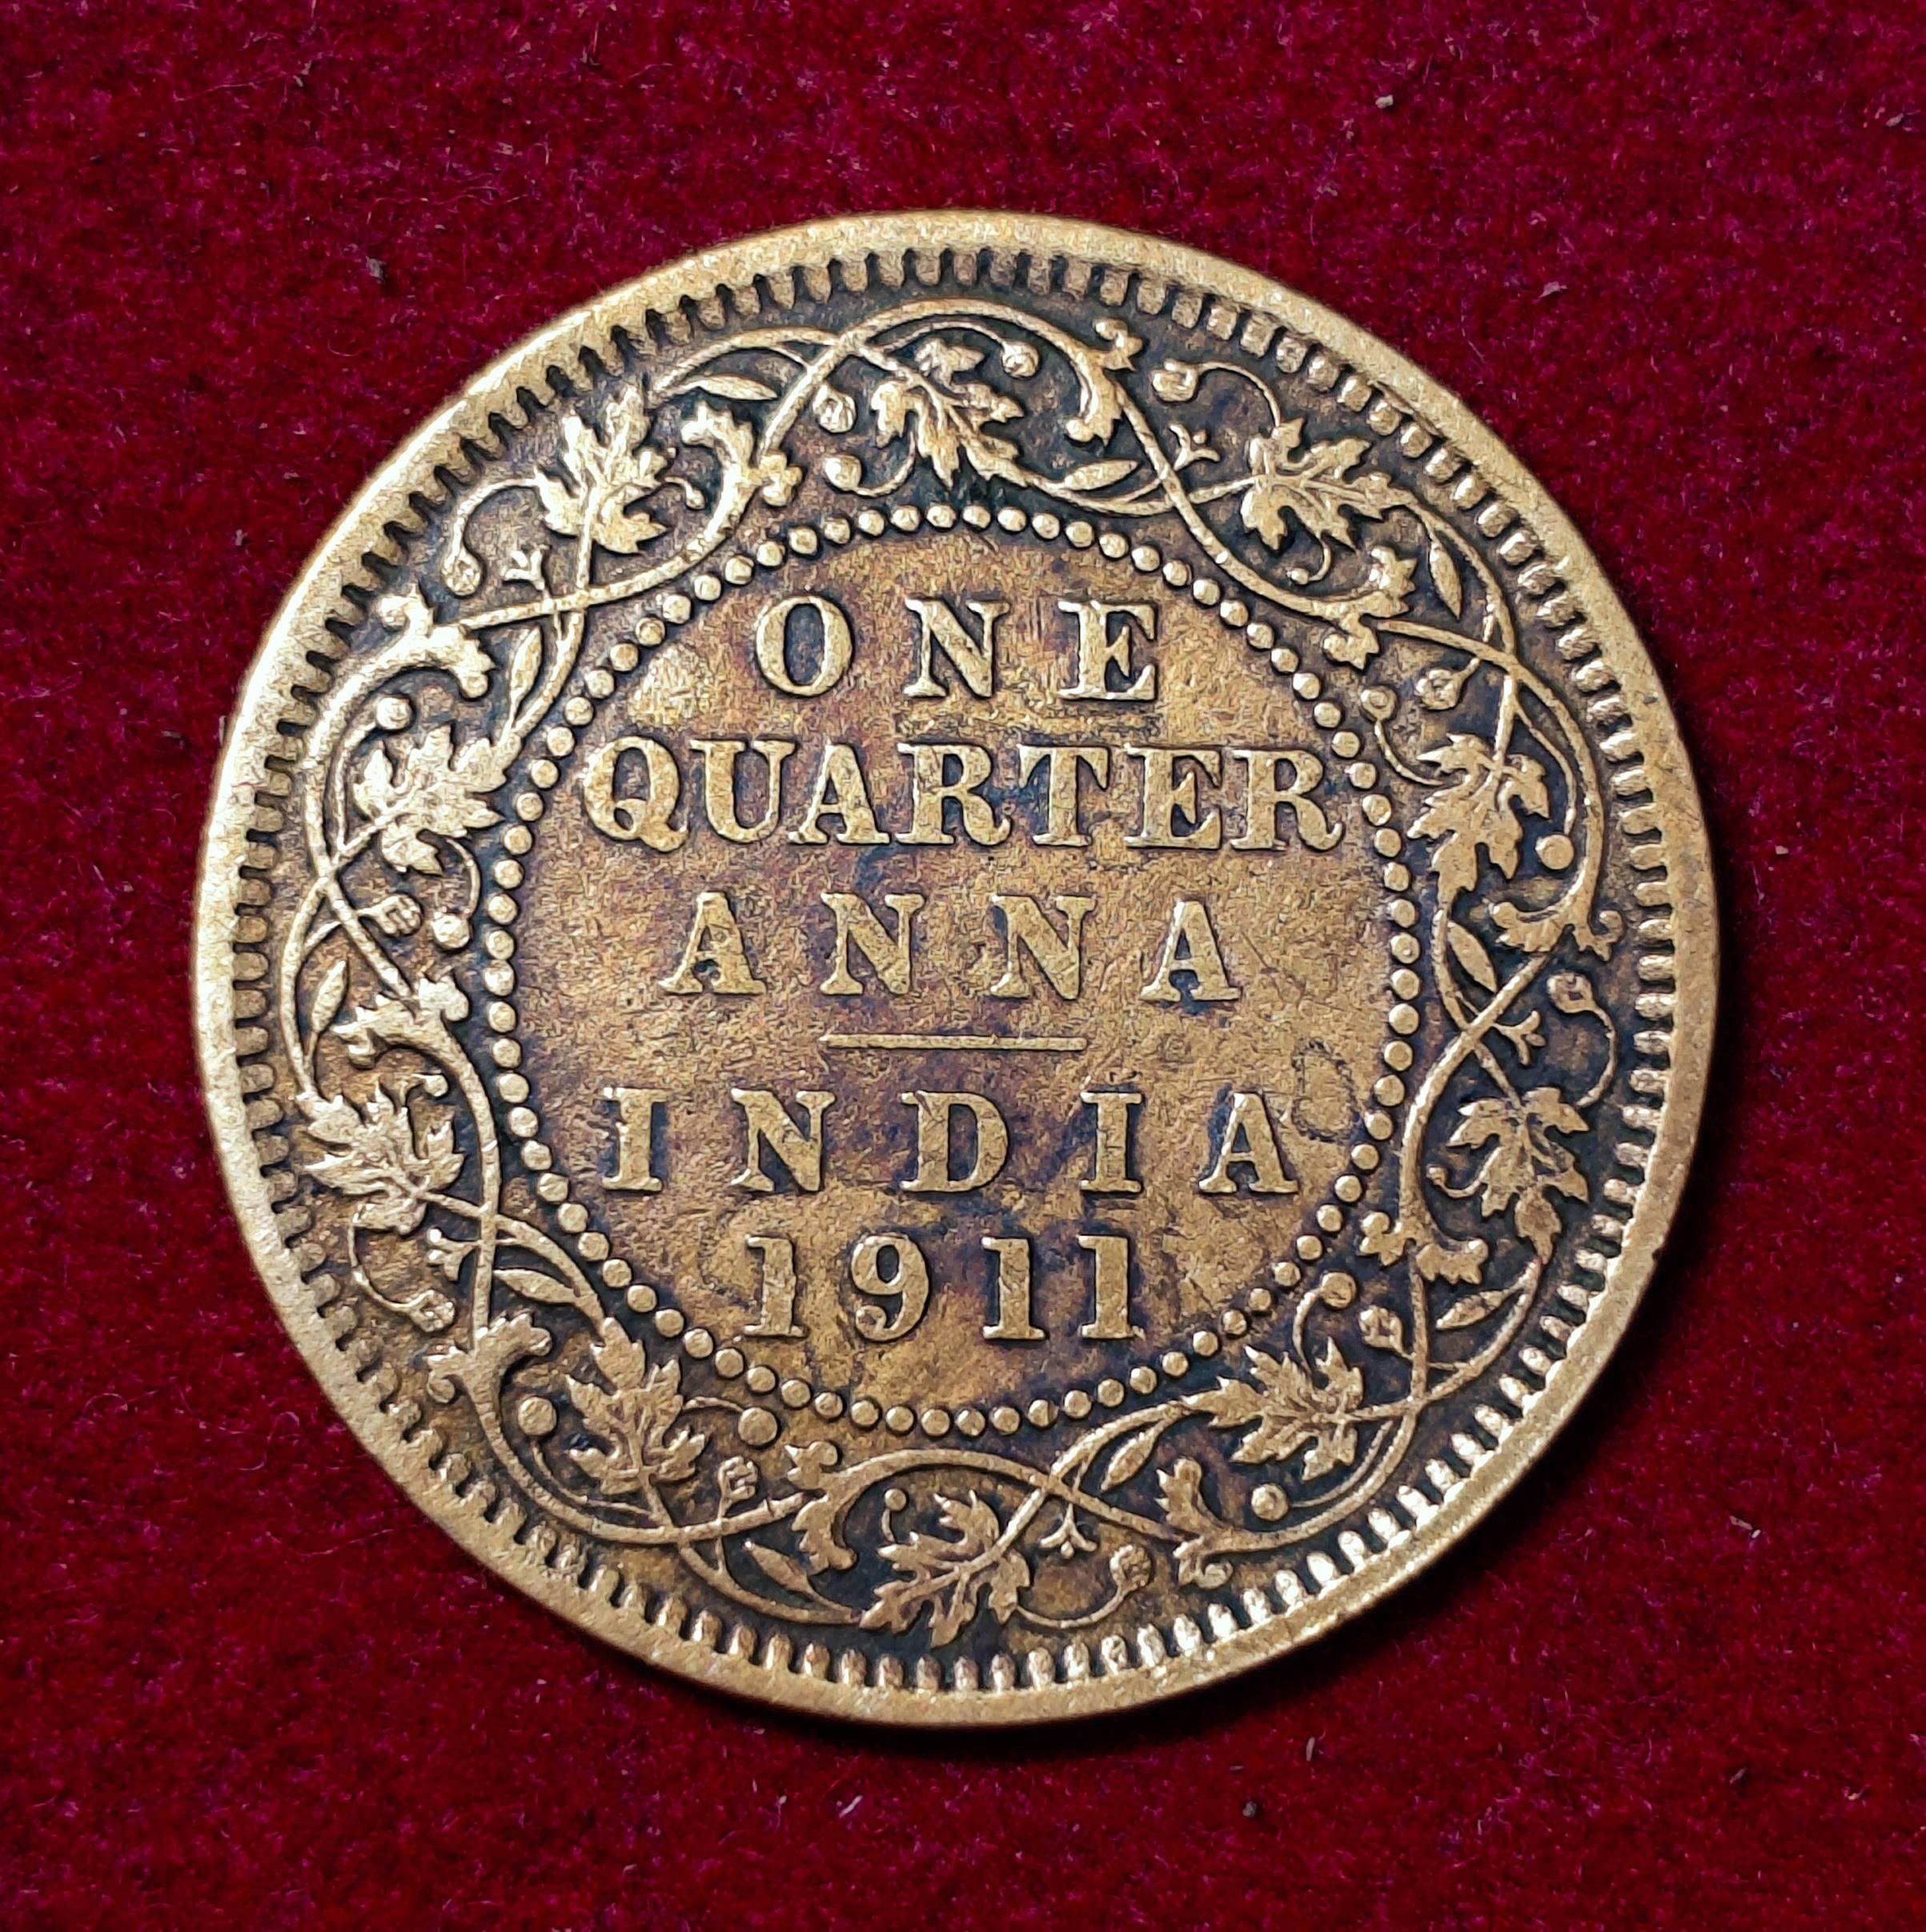 ONE
QUARTER
ANNA
INDIA
1911